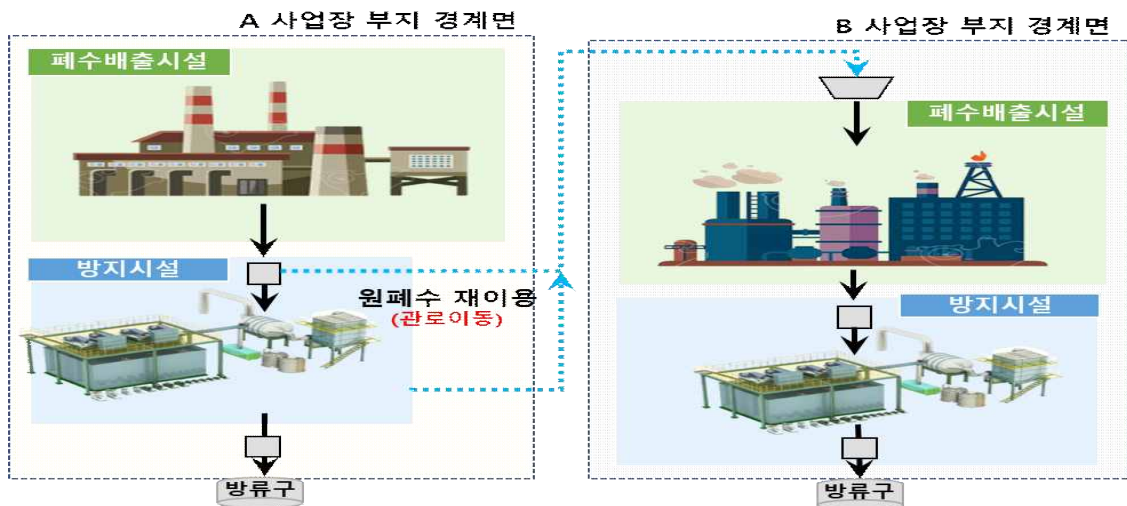 A 사업장 부지 경계면
폐수배출시설
방지시설
원폐수 재이용
(관로이동)
방류구
B 사업장 부지 경계면
폐수배출시설
방지시설
방류구